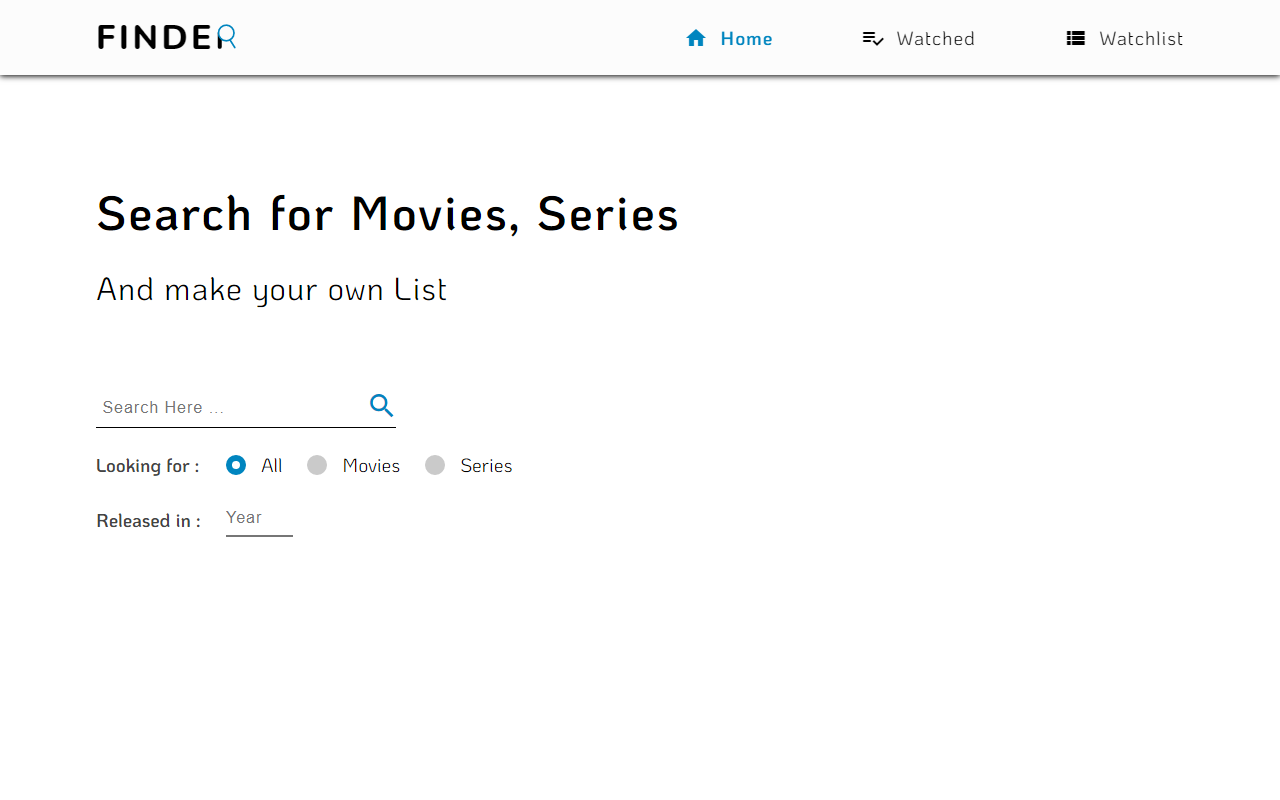 FINDER
Home
Watched
Watchlist
Search for Movies, Series
And make your own List
Search Here ...
Looking for :
All
Movies
Series
Released in :
Year